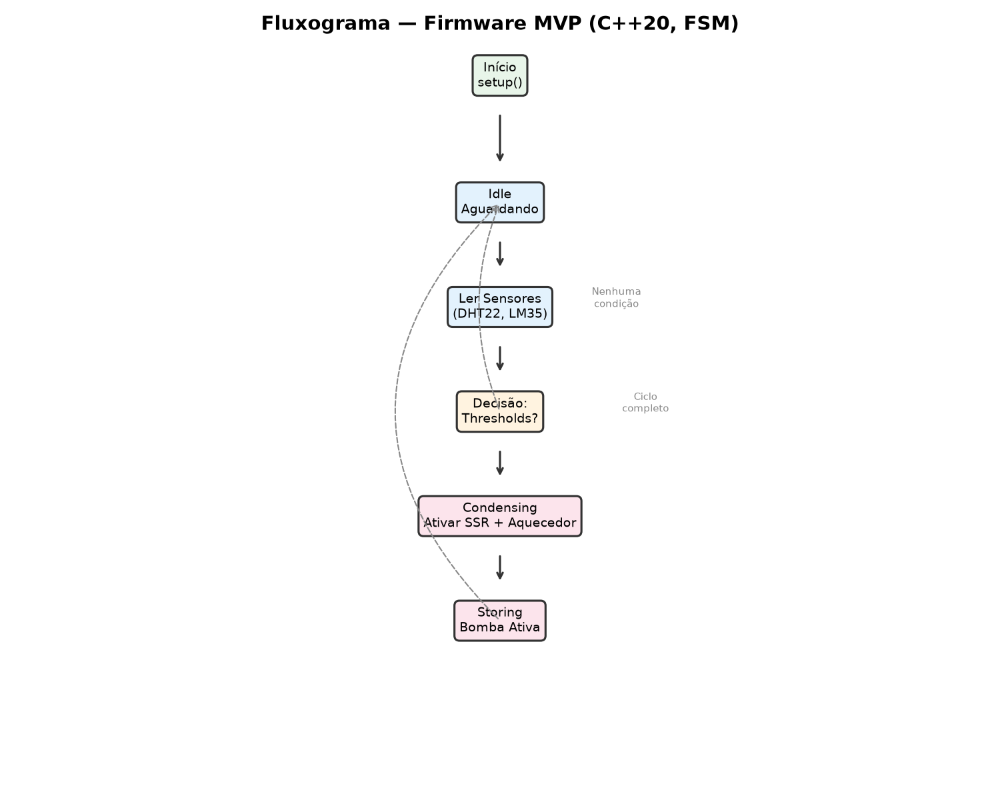 Fluxograma — Firmware MVP (C++20, FSM)
Início
setup()
Idle
Aguardando
Ler Sensores
(DHT22, LM35)
Nenhuma
condição
Decisão:
Thresholds?
Ciclo
completo
Condensing
Ativar SSR + Aquecedor
Storing
Bomba Ativa